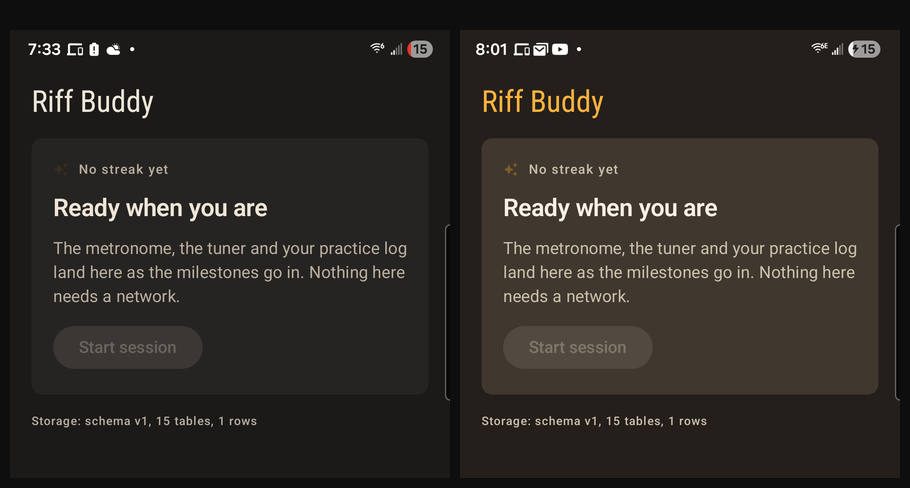 7:33
15
Riff Buddy
No streak yet
Ready when you are
The metronome, the tuner and your practice log
land here as the milestones go in. Nothing here
needs a network.
Start session
Storage: schema v1, 15 tables, 1 rows
8:01
6E
15
Riff Buddy
No streak yet
Ready when you are
The metronome, the tuner and your practice log
land here as the milestones go in. Nothing here
needs a network.
Start session
Storage: schema v1, 15 tables, 1 rows